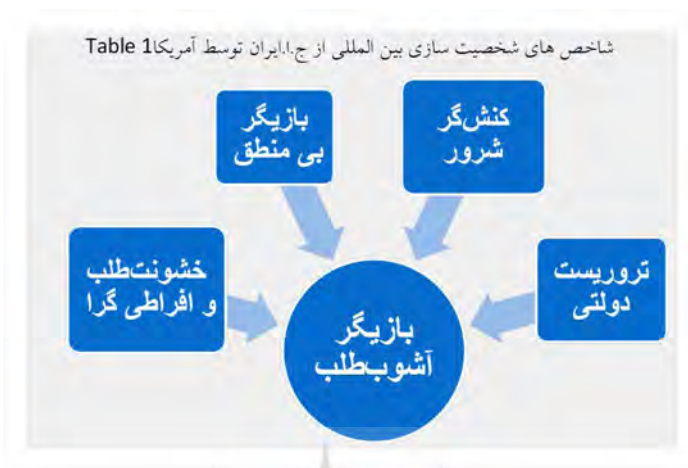 شاخص های شخصیت سازی بین المللی از ج.ا.ایران توسط آمریکا Table 1
کنش‌گر
شرور
بازیگر
بی منطق
تروریست
دولتی
خشونت‌طلب
و افراطی گرا
بازیگر
آشوب‌طلب